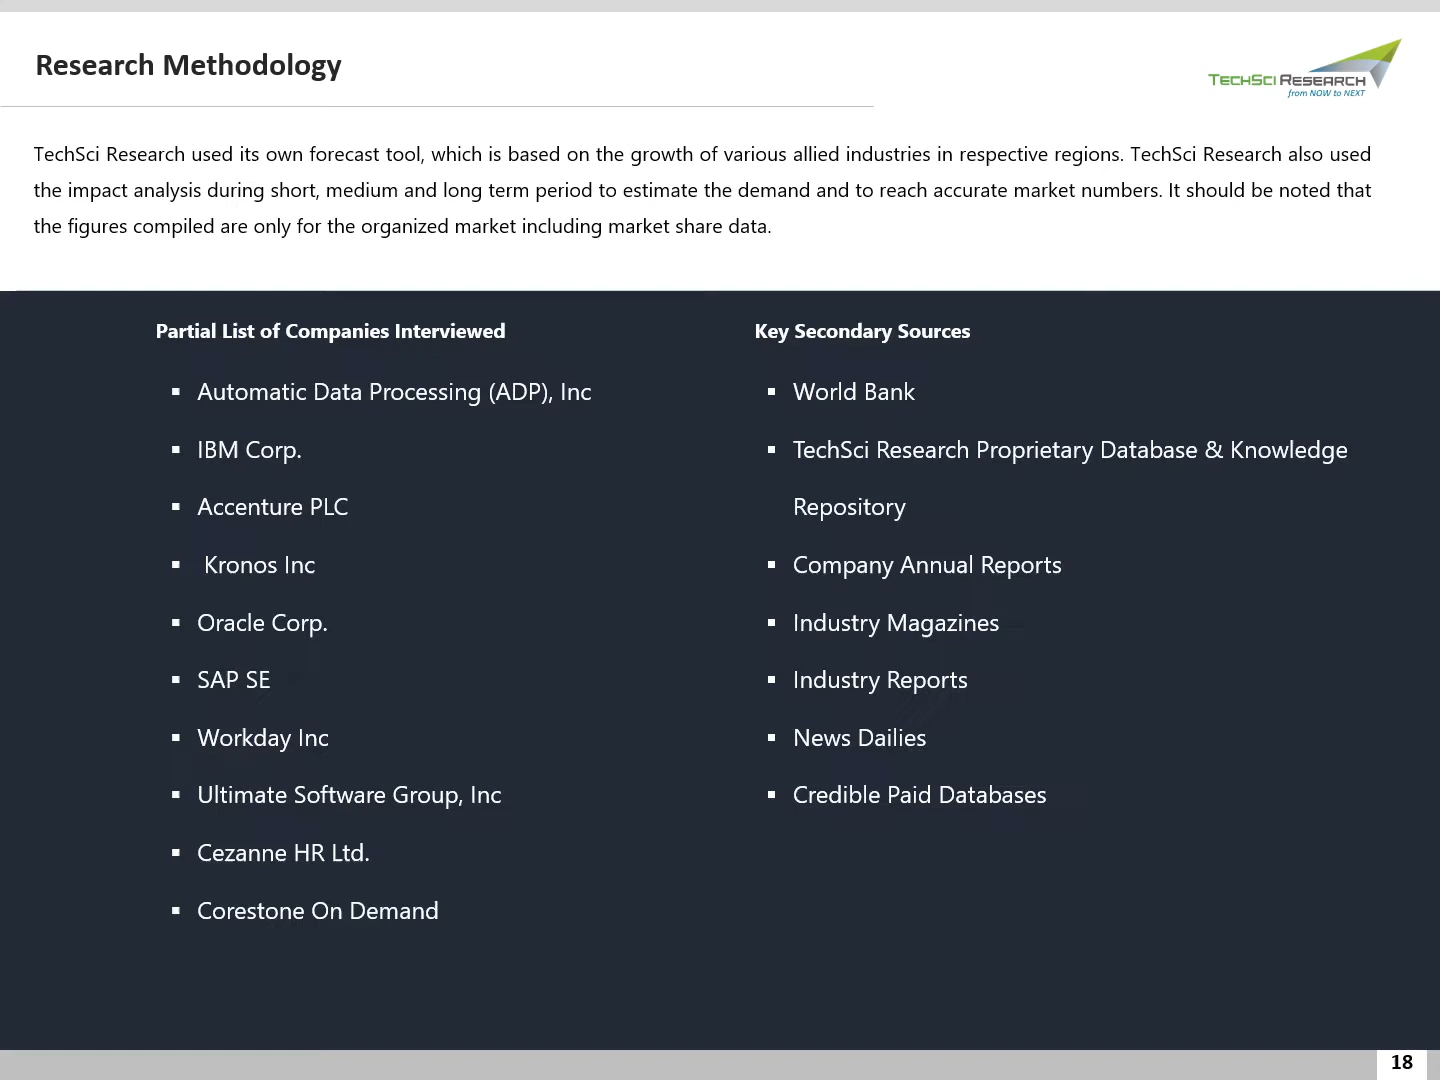 Research Methodology
TECHSCI RESEARCH
from NOW to NEXT
TechSci Research used its own forecast tool, which is based on the growth of various allied industries in respective regions. TechSci Research also used
the impact analysis during short, medium and long term period to estimate the demand and to reach accurate market numbers. It should be noted that
the figures compiled are only for the organized market including market share data.
Partial List of Companies Interviewed
▪ Automatic Data Processing (ADP), Inc
▪ IBM Corp.
▪ Accenture PLC
▪ Kronos Inc
▪ Oracle Corp.
▪ SAP SE
▪ Workday Inc
▪ Ultimate Software Group, Inc
▪ Cezanne HR Ltd.
▪ Corestone On Demand
Key Secondary Sources
▪ World Bank
▪ TechSci Research Proprietary Database & Knowledge
Repository
▪ Company Annual Reports
▪ Industry Magazines
▪ Industry Reports
▪ News Dailies
▪ Credible Paid Databases
18